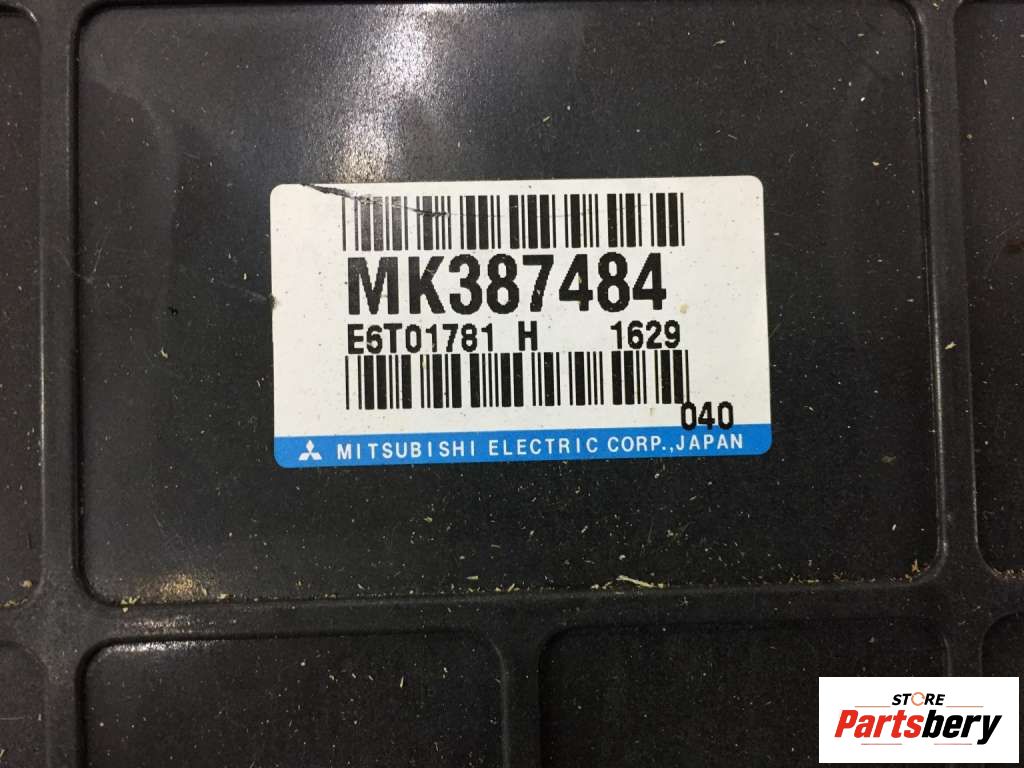 MK387484
E6T01781 H 1629
040
MITSUBISHI ELECTRIC CORP., JAPAN
STORE
Partsbery